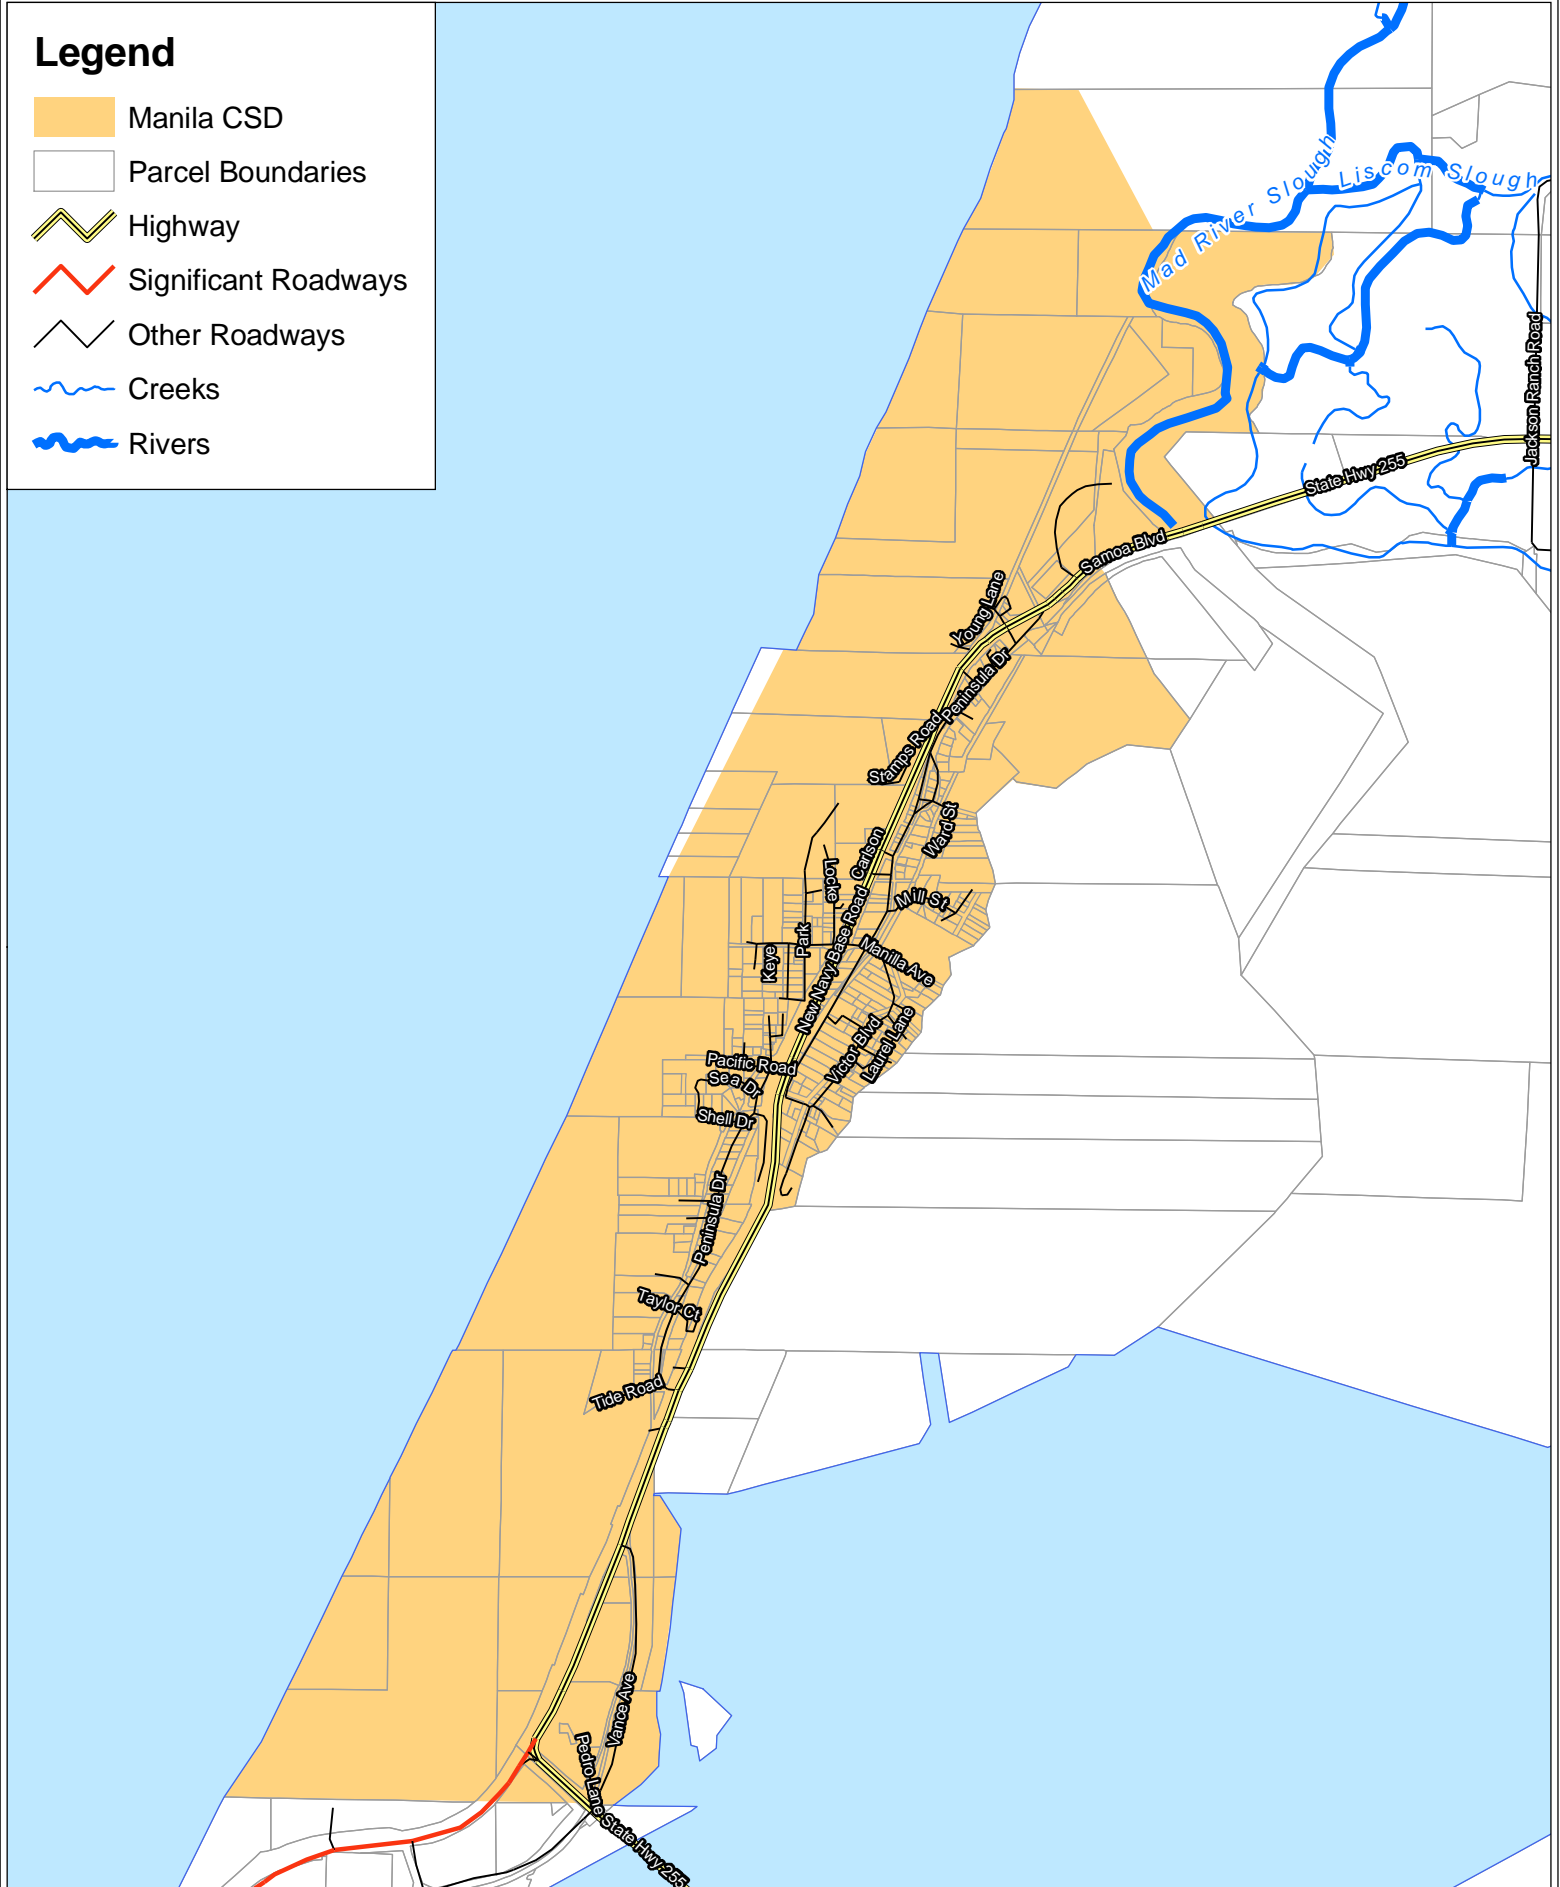 Legend
Manila CSD
Parcel Boundaries
Highway
Significant Roadways
Other Roadways
Creeks
Rivers
Mad River Slough
Liscom Slough
Jackson Ranch Road
State Hwy 255
Samoa Blvd
Young Lane
Peninsula Dr
Stamps Road
Ward St
Carlson
Locke
Mill St
Park
Keye
New Navy Base Road
Manilla Ave
Victor Blvd
Laurel Lane
Pacific Road
Sea Dr
Shell Dr
Peninsula Dr
Taylor Ct
Tide Road
Vance Ave
Pedro Lane
State Hwy 255